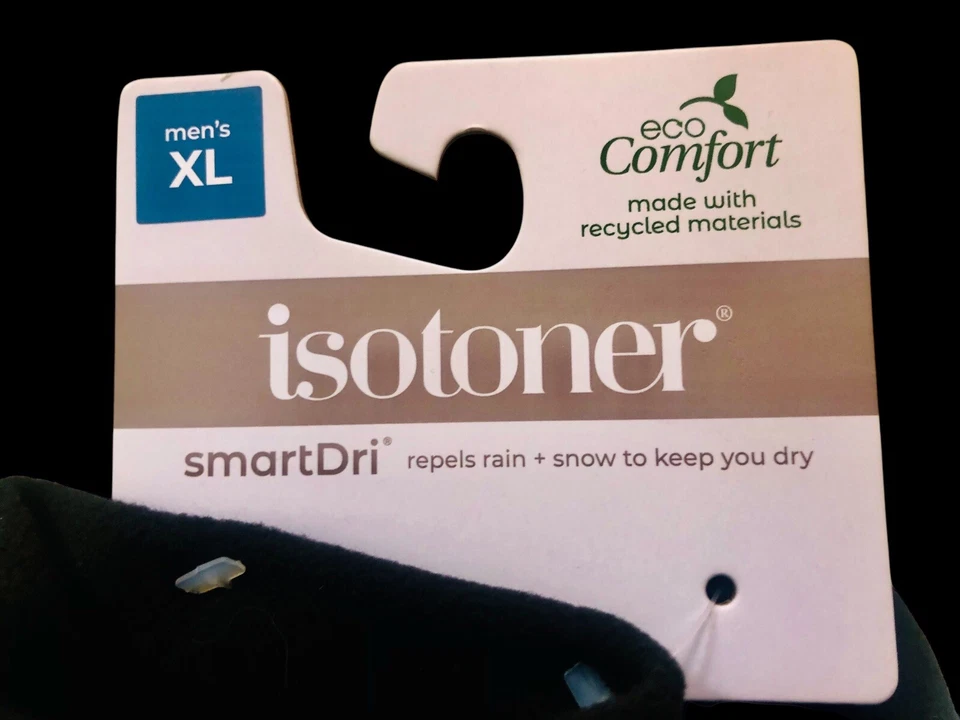 men's
XL
eco
Comfort
made with
recycled materials
isotoner®
smartDri® repels rain + snow to keep you dry